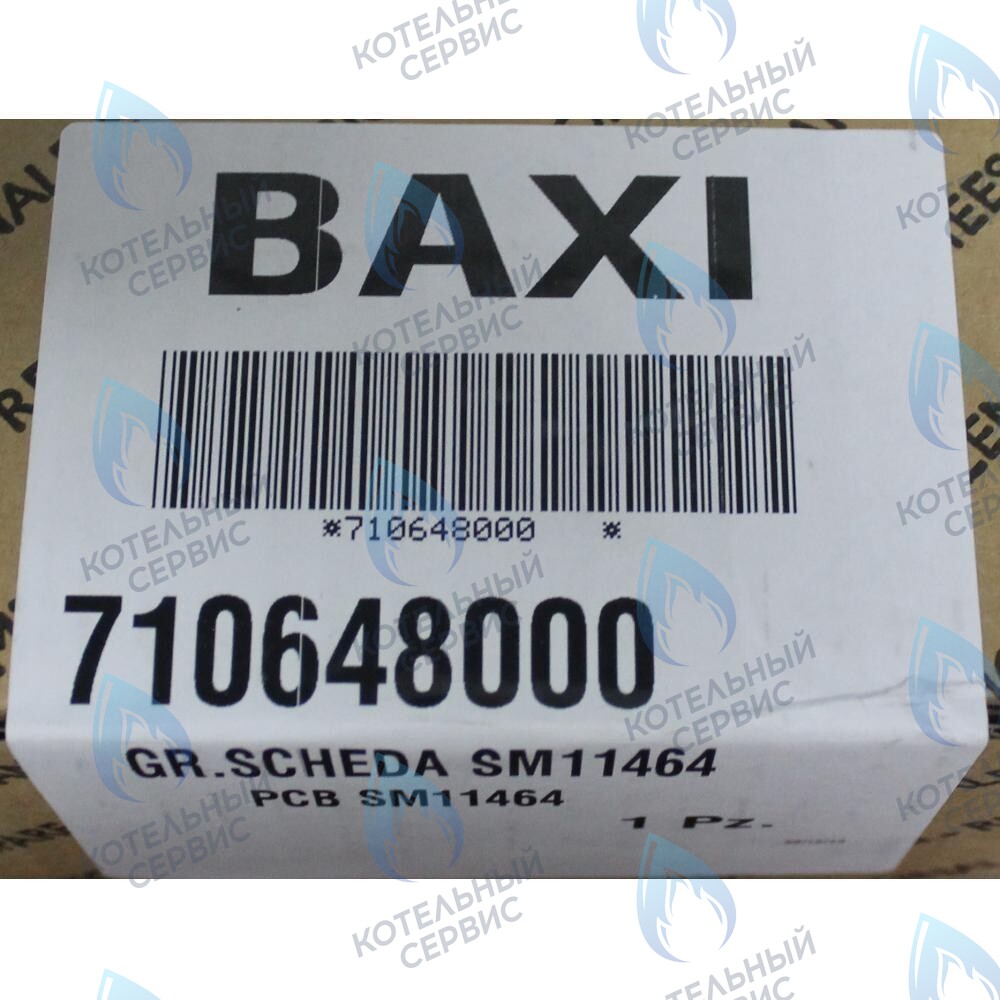 BAXI
*710648000 *
710648000
GR.SCHEDA SM11464
PCB SM11464
1 Pz.
КОТЕЛЬНЫЙ
СЕРВИС